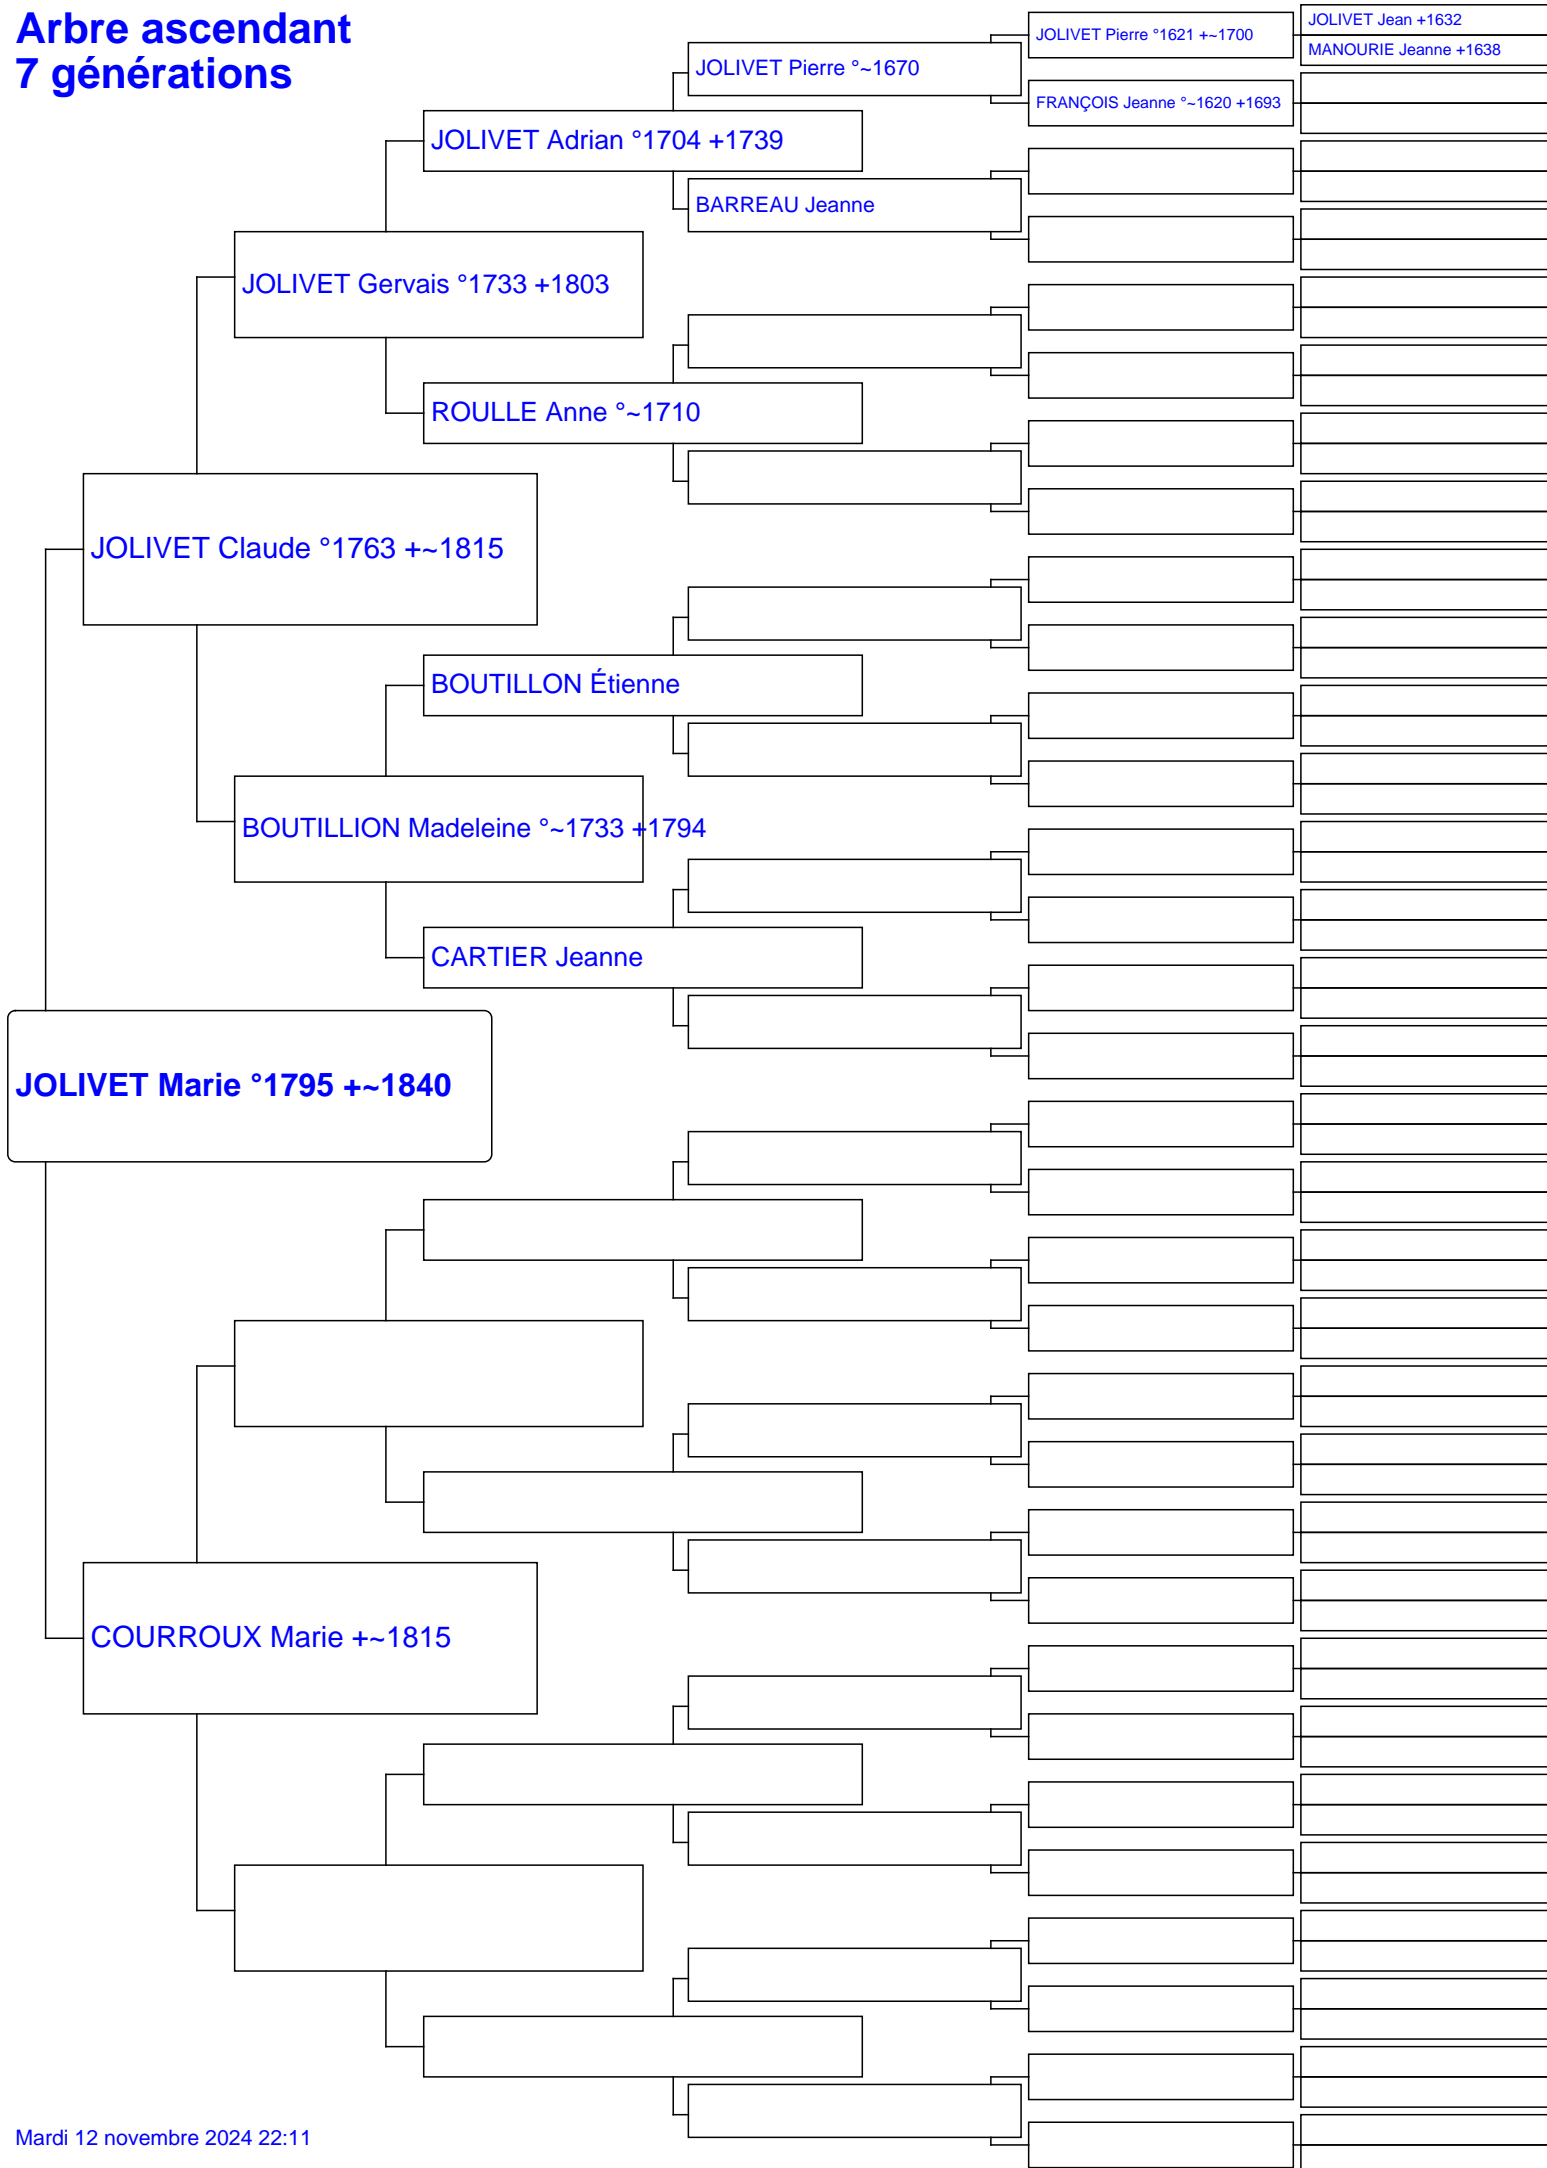 Arbre ascendant
7 générations
JOLIVET Jean +1632
JOLIVET Pierre °1621 +~1700
MANOURIE Jeanne +1638
JOLIVET Pierre °~1670
FRANÇOIS Jeanne °~1620 +1693
JOLIVET Adrian °1704 +1739
BARREAU Jeanne
JOLIVET Gervais °1733 +1803
ROULLE Anne °~1710
JOLIVET Claude °1763 +~1815
BOUTILLON Étienne
BOUTILLION Madeleine °~1733 +1794
CARTIER Jeanne
JOLIVET Marie °1795 +~1840
COURROUX Marie +~1815
Mardi 12 novembre 2024 22:11